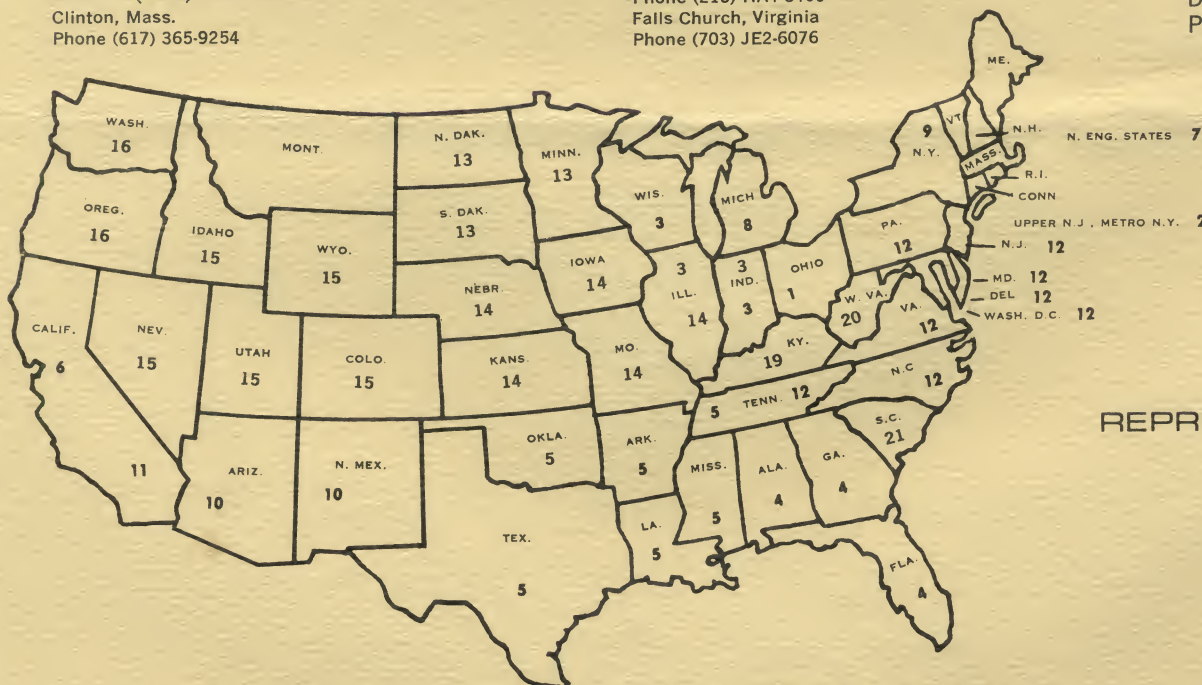 Clinton, Mass.
Phone (617) 365-9254
Falls Church, Virginia
Phone (703) JE2-6076
ME.
WASH.
16
MONT.
N. DAK.
13
MINN.
13
9
N.Y.
VT.
N.H.
N. ENG. STATES 7
MASS.
R.I.
CONN
OREG.
16
IDAHO
15
WYO.
15
S. DAK.
13
WIS.
3
MICH
8
PA.
12
UPPER N.J , METRO N.Y.
N.J. 12
IOWA
14
3
ILL.
14
3
IND.
3
OHIO
1
MD. 12
DEL 12
WASH. D.C. 12
NEBR.
14
W. VA.
20
VA.
12
CALIF.
6
NEV.
15
UTAH
15
COLO.
15
KANS.
14
MO.
14
KY.
19
N.C
12
5 TENN. 12
REPR
11
ARIZ.
10
N. MEX.
10
OKLA.
5
ARK.
5
S.C.
21
MISS.
5
ALA.
4
GA.
4
TEX.
5
LA.
5
FLA.
4